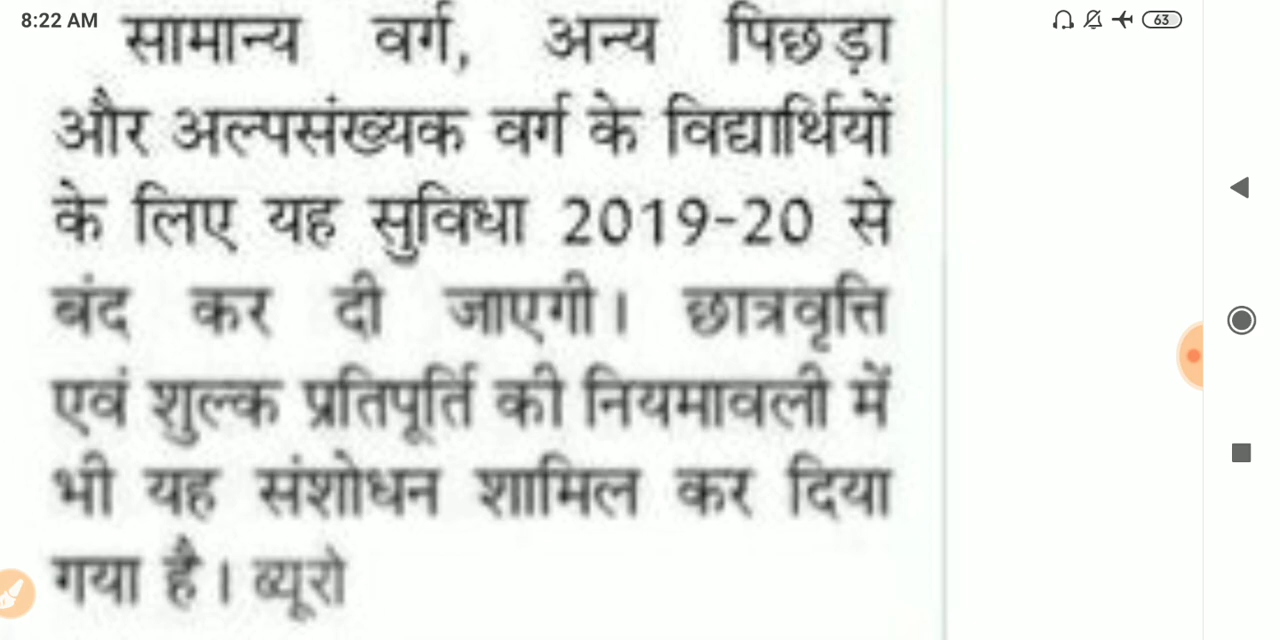 8:22 AM
63
सामान्य वर्ग, अन्य पिछड़ा
और अल्पसंख्यक वर्ग के विद्यार्थियों
के लिए यह सुविधा 2019-20 से
बंद कर दी जाएगी। छात्रवृत्ति
एवं शुल्क प्रतिपूर्ति की नियमावली में
भी यह संशोधन शामिल कर दिया
गया है। ब्यूरो